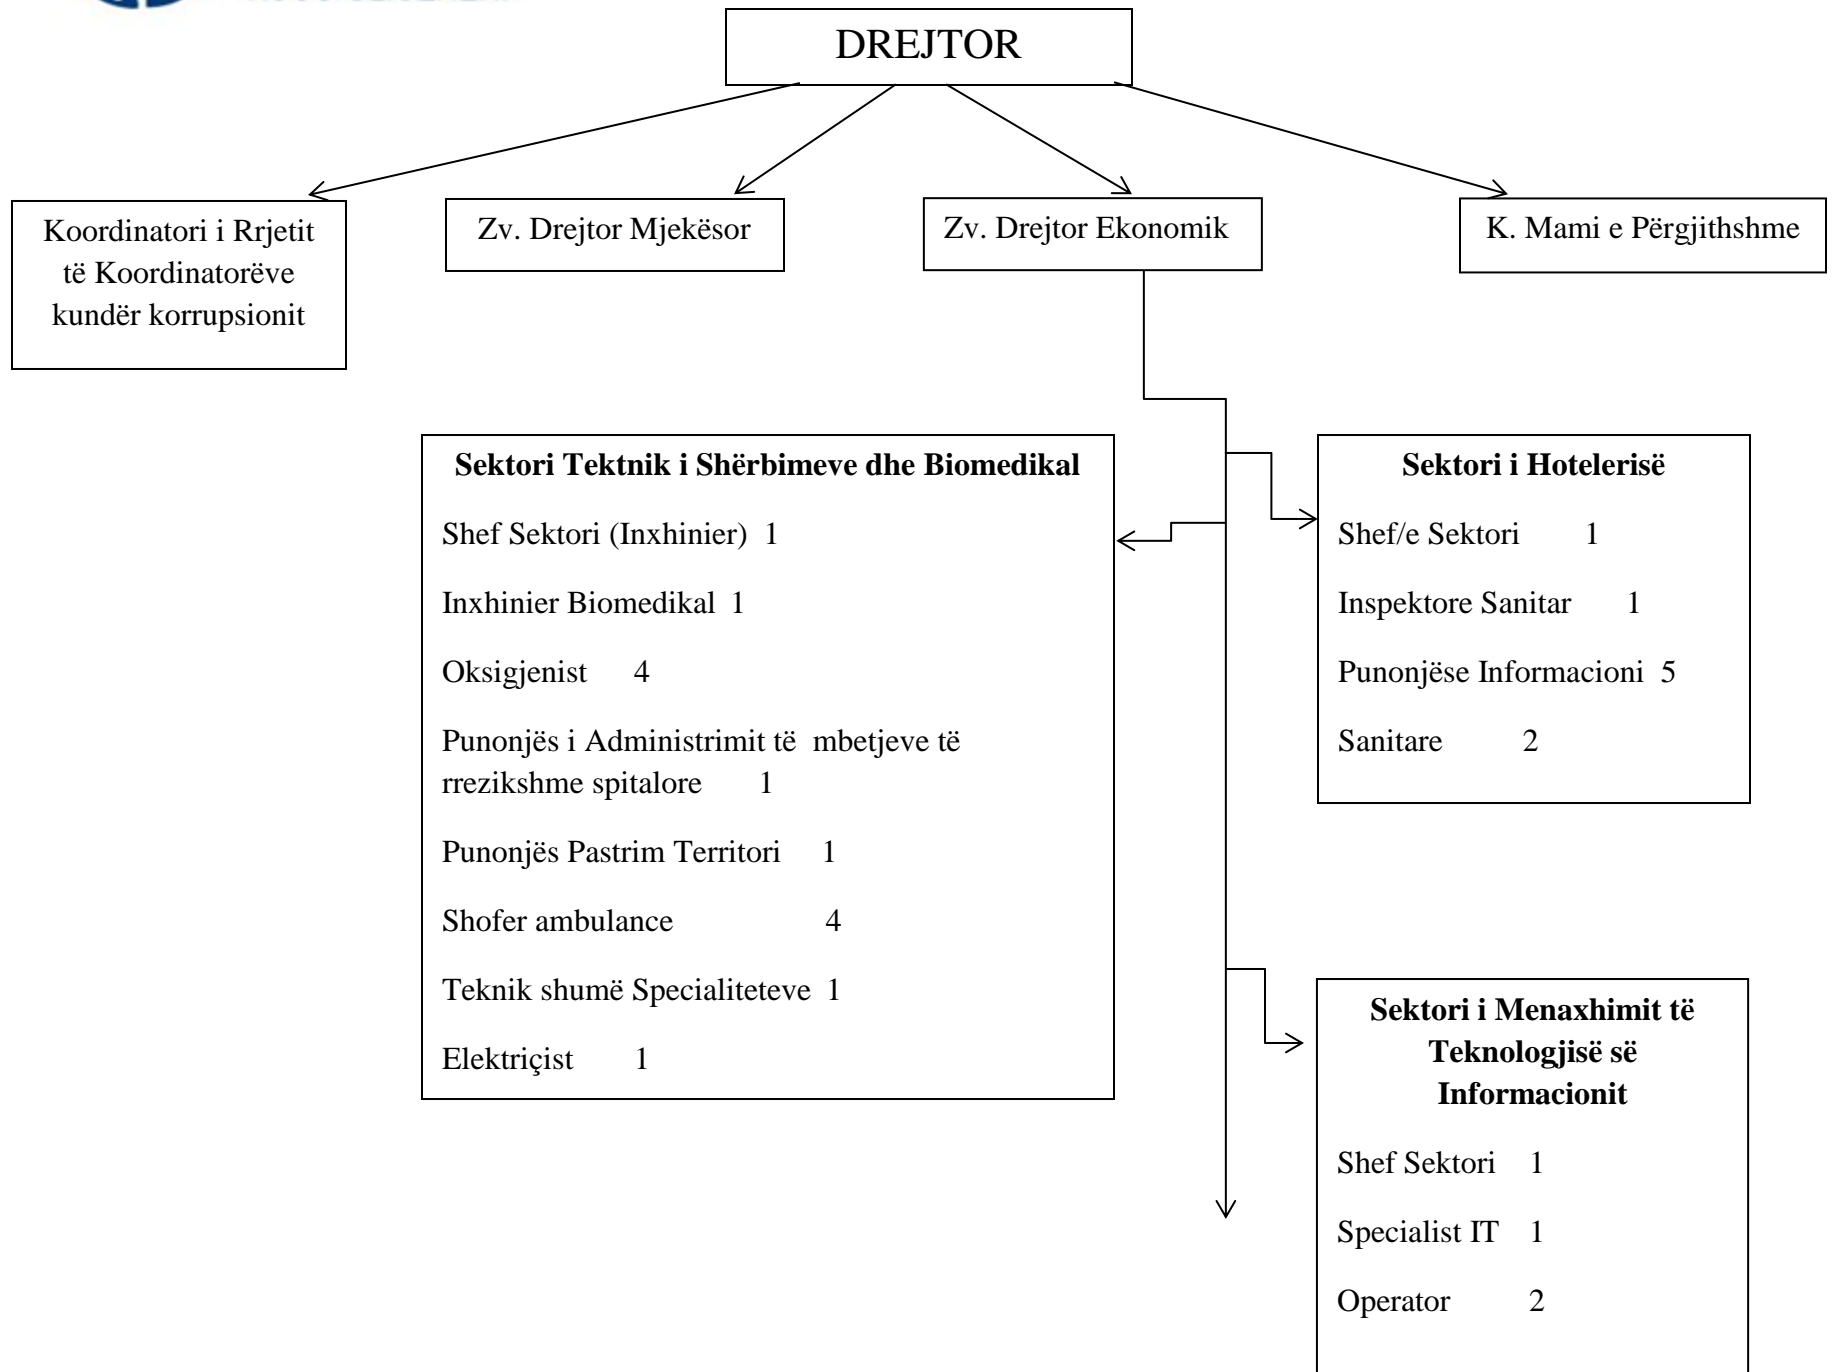 DREJTOR
Koordinatori i Rrjetit
të Koordinatorëve
kundër korrupsionit
Zv. Drejtor Mjekësor
Zv. Drejtor Ekonomik
K. Mami e Përgjithshme
Sektori Tektnik i Shërbimeve dhe Biomedikal
Shef Sektori (Inxhinier) 1
Inxhinier Biomedikal 1
Oksigjenist 4
Punonjës i Administrimit të mbetjeve të
rrezikshme spitalore 1
Punonjës Pastrim Territori 1
Shofer ambulance 4
Teknik shumë Specialiteteve 1
Elektriçist 1
Sektori i Hotelerisë
Shef/e Sektori 1
Inspektore Sanitar 1
Punonjëse Informacioni 5
Sanitare 2
Sektori i Menaxhimit të
Teknologjisë së
Informacionit
Shef Sektori 1
Specialist IT 1
Operator 2